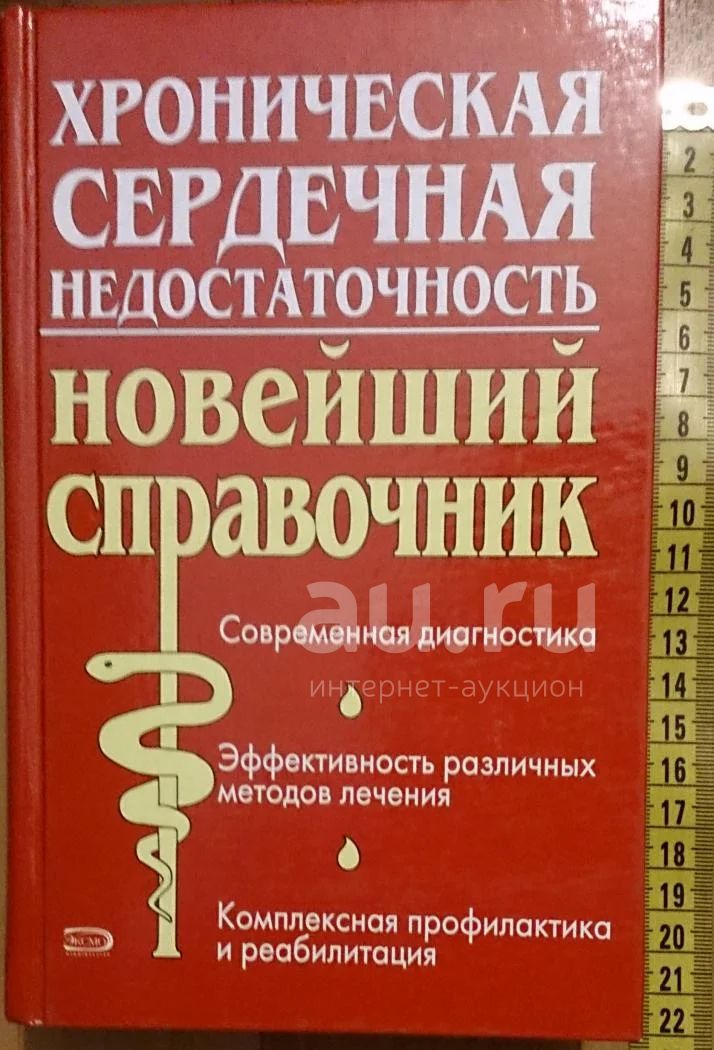 ХРОНИЧЕСКАЯ
СЕРДЕЧНАЯ
НЕДОСТАТОЧНОСТЬ
НОВЕЙШИЙ
СПРАВОЧНИК
au.ru
интернет-аукцион
Современная диагностика
Эффективность различных
методов лечения
Комплексная профилактика
и реабилитация
ЭКСМО
2
3
4
5
6
7
8
9
10
11
12
13
14
15
16
17
18
19
20
21
22